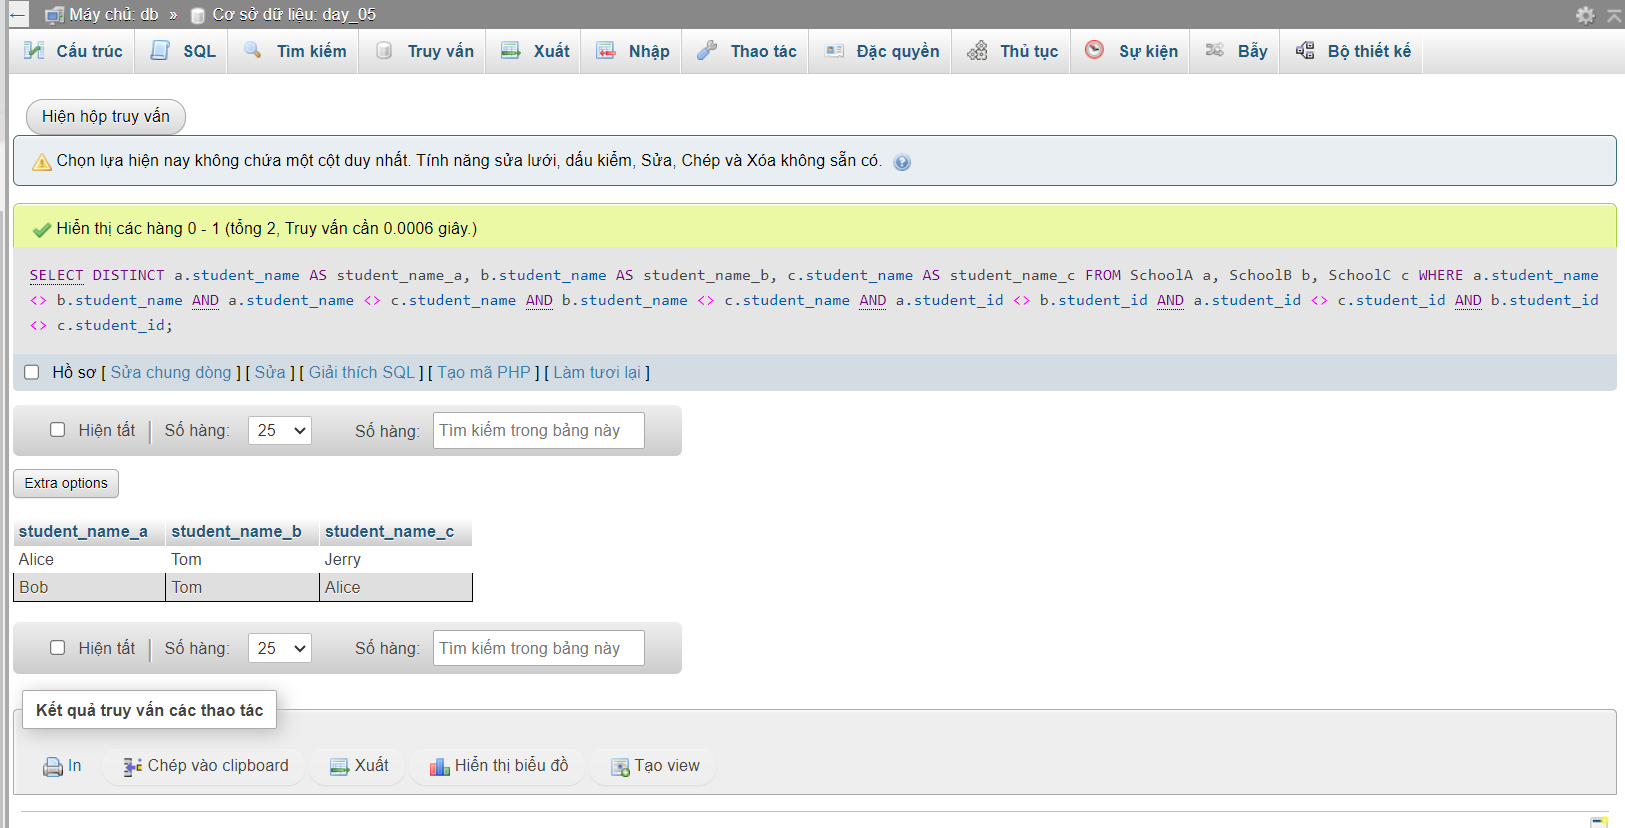 Máy chủ: db » Cơ sở dữ liệu: day_05
Cấu trúc SQL Tìm kiếm Truy vấn Xuất Nhập Thao tác Đặc quyền Thủ tục Sự kiện Bẫy Bộ thiết kế
Hiện hộp truy vấn
Chọn lựa hiện nay không chứa một cột duy nhất. Tính năng sửa lưới, dấu kiểm, Sửa, Chép và Xóa không sẵn có.
Hiển thị các hàng 0 - 1 (tổng 2, Truy vấn cần 0.0006 giây.)
SELECT DISTINCT a.student_name AS student_name_a, b.student_name AS student_name_b, c.student_name AS student_name_c FROM SchoolA a, SchoolB b, SchoolC c WHERE a.student_name
<> b.student_name AND a.student_name <> c.student_name AND b.student_name <> c.student_name AND a.student_id <> b.student_id AND a.student_id <> c.student_id AND b.student_id
<> c.student_id;
Hồ sơ [ Sửa chung dòng ] [ Sửa ] [ Giải thích SQL ] [ Tạo mã PHP ] [ Làm tươi lại ]
Hiện tất | Số hàng: 25 Số hàng: Tìm kiếm trong bảng này
Extra options
student_name_a student_name_b student_name_c
Alice Tom Jerry
Bob Tom Alice
Hiện tất | Số hàng: 25 Số hàng: Tìm kiếm trong bảng này
Kết quả truy vấn các thao tác
In Chép vào clipboard Xuất Hiển thị biểu đồ Tạo view